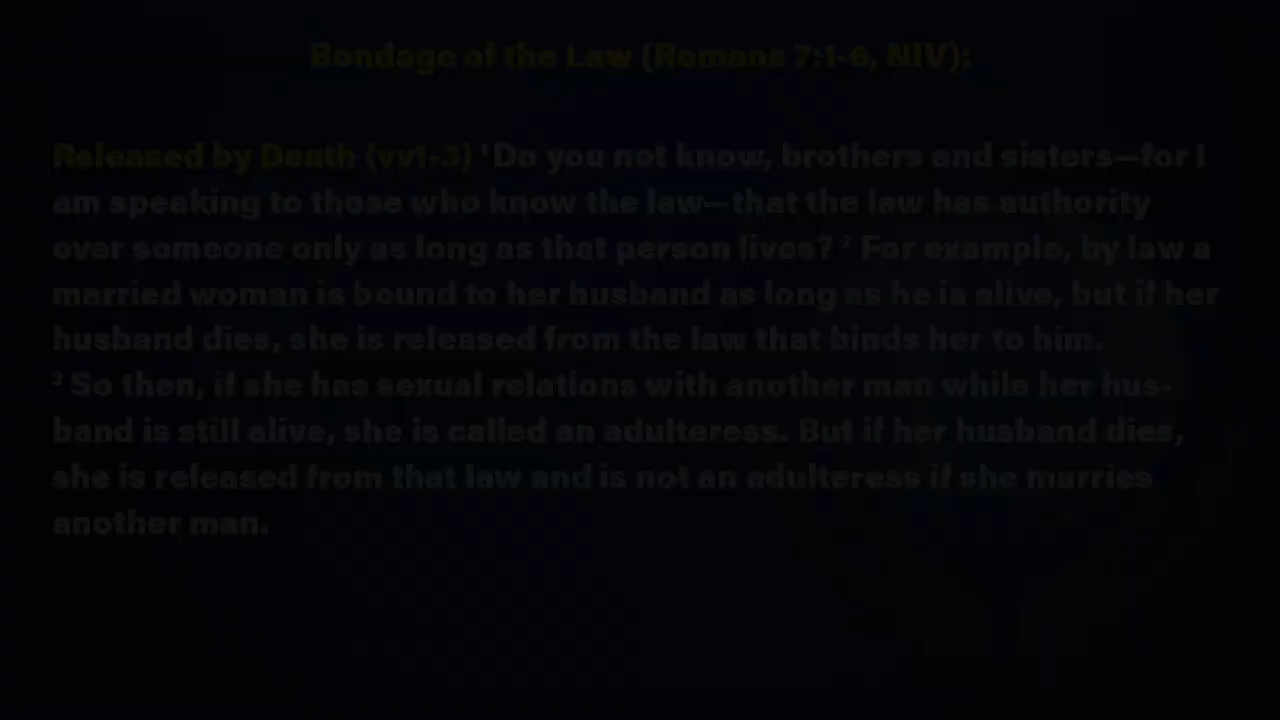 Bondage of the Law (Romans 7:1-6, NIV):
Released by Death (vv1-3) ¹ Do you not know, brothers and sisters—for I
am speaking to those who know the law—that the law has authority
over someone only as long as that person lives? ² For example, by law a
married woman is bound to her husband as long as he is alive, but if her
husband dies, she is released from the law that binds her to him.
³ So then, if she has sexual relations with another man while her hus-
band is still alive, she is called an adulteress. But if her husband dies,
she is released from that law and is not an adulteress if she marries
another man.